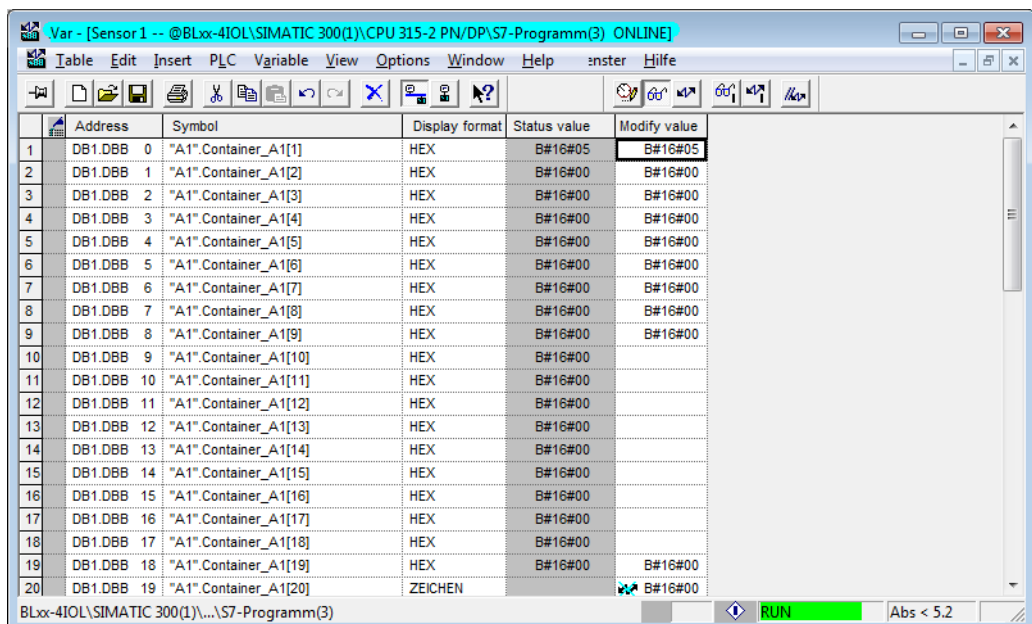 .Var - [Sensor1 -- @BLxx-4IOL\SIMATIC 300(1)\CPU 315-2 PN/DP\S7-Programm(3) ONLINE]
Table Edit Insert PLC Variable View Options Window Help enster Hilfe
Address Symbol Display format Status value Modify value
1 DB1.DBB 0 "A1".Container_A1[1] HEX B#16#05 B#16#05
2 DB1.DBB 1 "A1".Container_A1[2] HEX B#16#00 B#16#00
3 DB1.DBB 2 "A1".Container_A1[3] HEX B#16#00 B#16#00
4 DB1.DBB 3 "A1".Container_A1[4] HEX B#16#00 B#16#00
5 DB1.DBB 4 "A1".Container_A1[5] HEX B#16#00 B#16#00
6 DB1.DBB 5 "A1".Container_A1[6] HEX B#16#00 B#16#00
7 DB1.DBB 6 "A1".Container_A1[7] HEX B#16#00 B#16#00
8 DB1.DBB 7 "A1".Container_A1[8] HEX B#16#00 B#16#00
9 DB1.DBB 8 "A1".Container_A1[9] HEX B#16#00 B#16#00
10 DB1.DBB 9 "A1".Container_A1[10] HEX B#16#00
11 DB1.DBB 10 "A1".Container_A1[11] HEX B#16#00
12 DB1.DBB 11 "A1".Container_A1[12] HEX B#16#00
13 DB1.DBB 12 "A1".Container_A1[13] HEX B#16#00
14 DB1.DBB 13 "A1".Container_A1[14] HEX B#16#00
15 DB1.DBB 14 "A1".Container_A1[15] HEX B#16#00
16 DB1.DBB 15 "A1".Container_A1[16] HEX B#16#00
17 DB1.DBB 16 "A1".Container_A1[17] HEX B#16#00
18 DB1.DBB 17 "A1".Container_A1[18] HEX B#16#00
19 DB1.DBB 18 "A1".Container_A1[19] HEX B#16#00 B#16#00
20 DB1.DBB 19 "A1".Container_A1[20] ZEICHEN B#16#00
BLxx-4IOL\SIMATIC 300(1)\...\S7-Programm(3) RUN Abs < 5.2